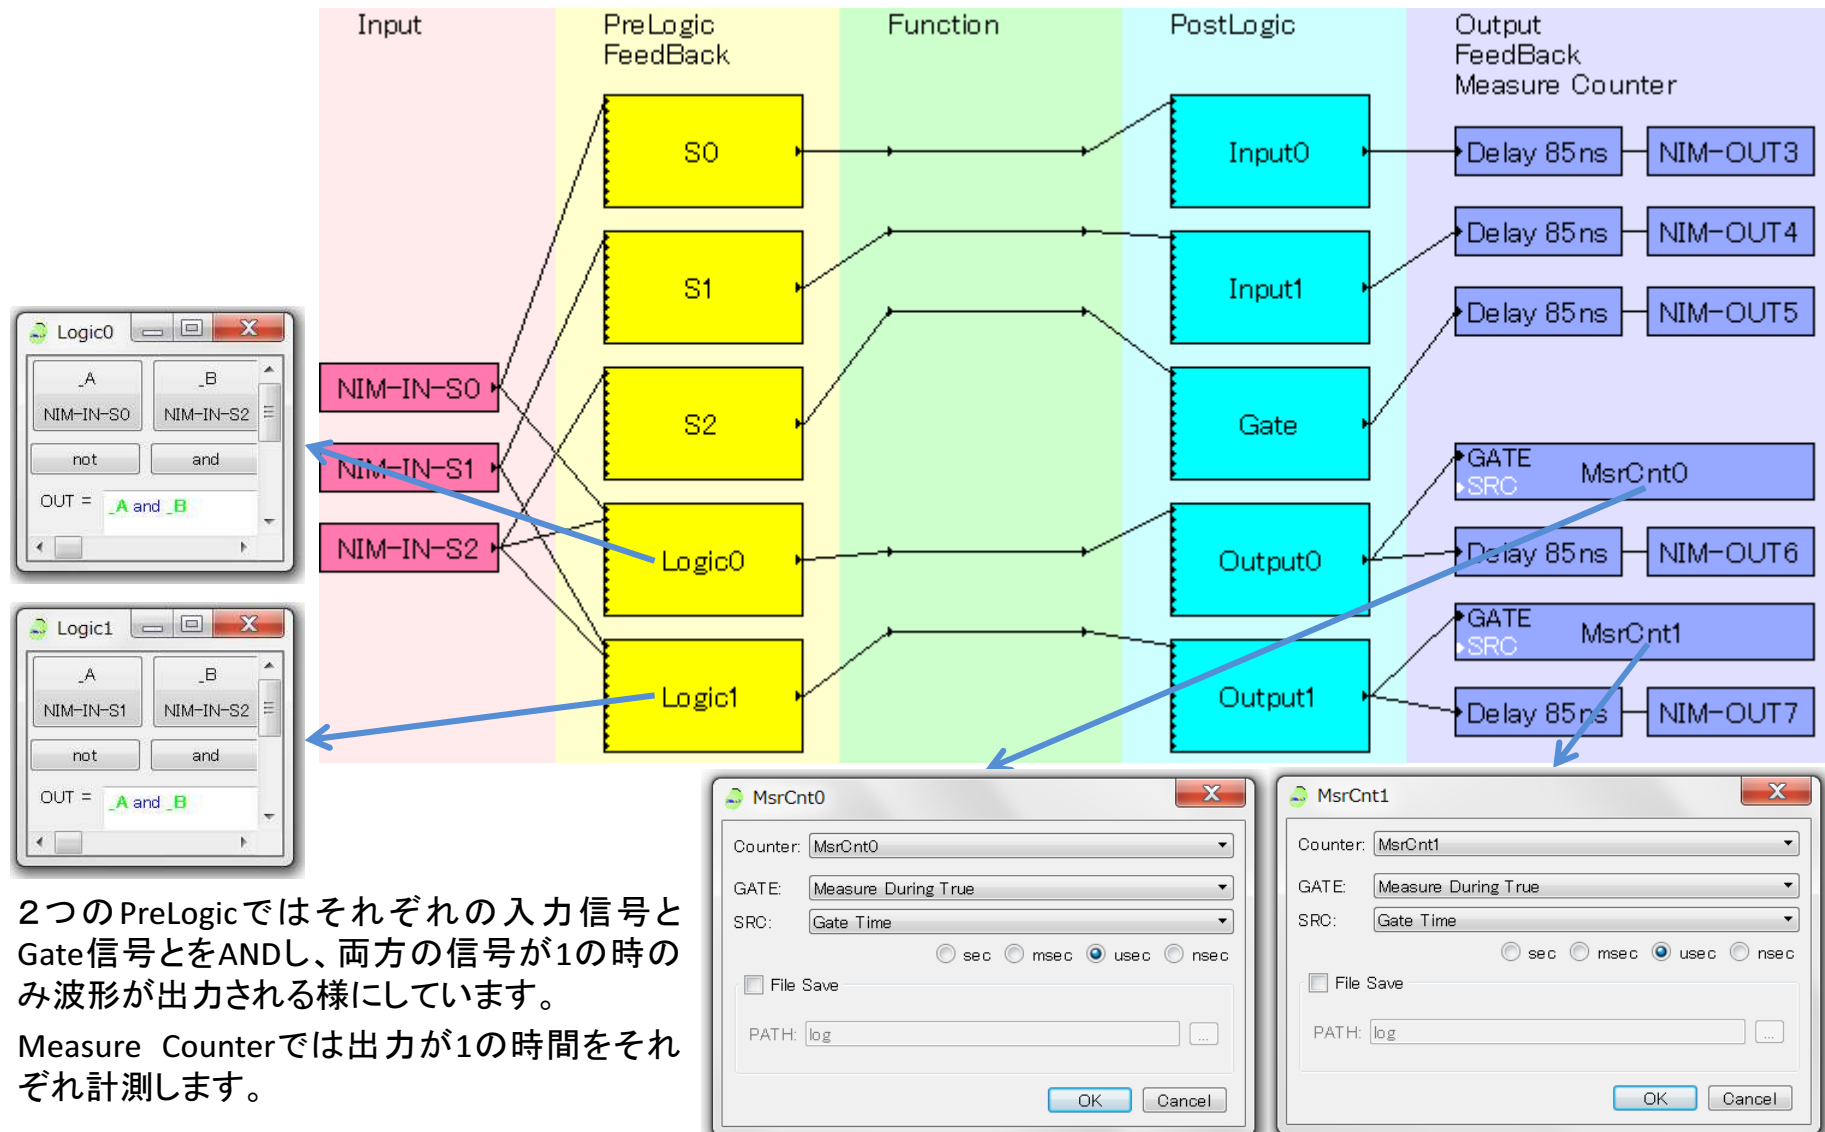 Input
PreLogic
FeedBack
Function
PostLogic
Output
FeedBack
Measure Counter
S0
Input0
Delay 85ns
NIM-OUT3
S1
Input1
Delay 85ns
NIM-OUT4
Delay 85ns
NIM-OUT5
NIM-IN-S0
NIM-IN-S1
NIM-IN-S2
S2
Gate
GATE
SRC
MsrCnt0
Logic0
Output0
Delay 85ns
NIM-OUT6
GATE
SRC
MsrCnt1
Logic1
Output1
Delay 85ns
NIM-OUT7
Logic0
_A
_B
NIM-IN-S0
NIM-IN-S2
not
and
OUT =
_A and _B
Logic1
_A
_B
NIM-IN-S1
NIM-IN-S2
not
and
OUT =
_A and _B
２つのPreLogicではそれぞれの入力信号と
Gate信号とをANDし、両方の信号が1の時の
み波形が出力される様にしています。
Measure Counterでは出力が1の時間をそれ
ぞれ計測します。
MsrCnt0
Counter: MsrCnt0
GATE: Measure During True
SRC: Gate Time
sec msec usec nsec
File Save
PATH: log ...
OK Cancel
MsrCnt1
Counter: MsrCnt1
GATE: Measure During True
SRC: Gate Time
sec msec usec nsec
File Save
PATH: log ...
OK Cancel